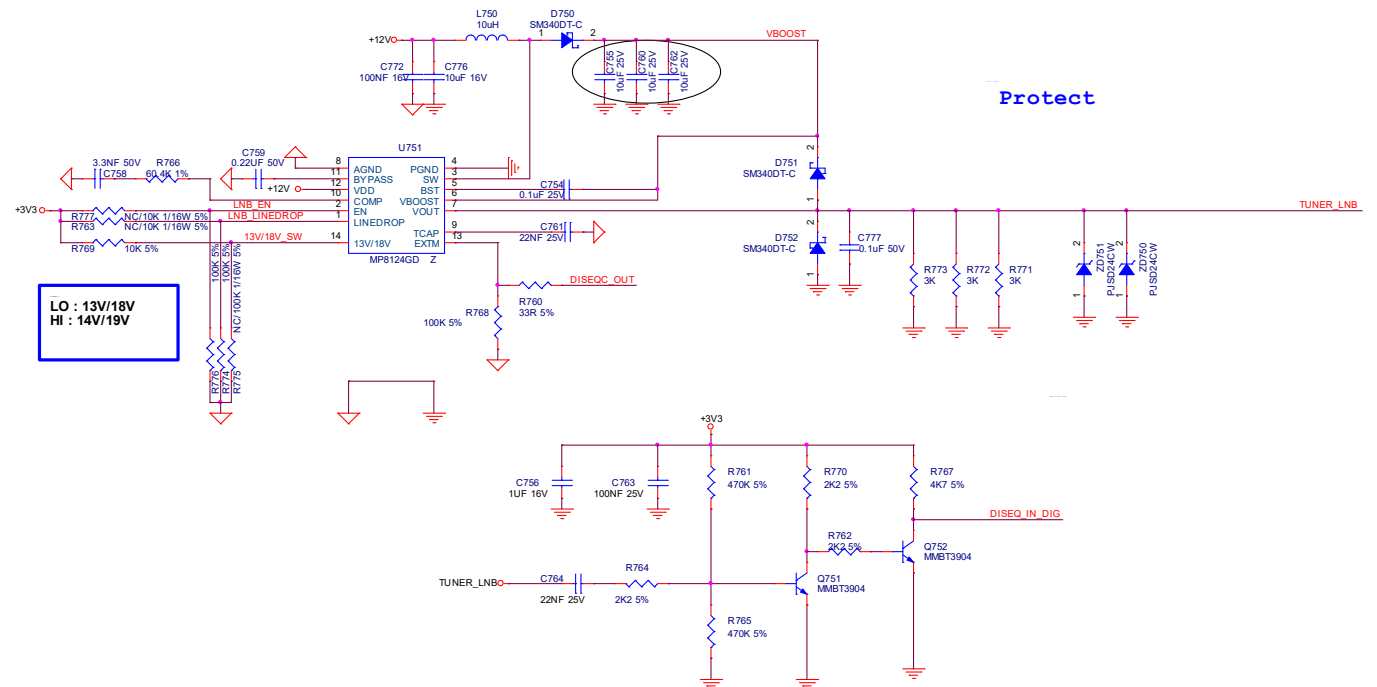 L750
10uH
D750
SM340DT-C
+12V
1
2
VBOOST
C772
100NF 16V
C776
10uF 16V
C755
10uF 25V
C760
10uF 25V
C762
10uF 25V
Protect
U751
3.3NF 50V
C758
R766
60.4K 1%
C759
0.22UF 50V
+12V
8
11
12
10
2
1
14
AGND
BYPASS
VDD
COMP
EN
LINEDROP
13V/18V
PGND
SW
BST
VBOOST
VOUT
TCAP
EXTM
4
3
5
6
7
9
13
MP8124GD
Z
C754
0.1uF 25V
C761
22NF 25V
+3V3
R777
NC/10K 1/16W 5%
R763
NC/10K 1/16W 5%
R769
10K 5%
LNB_EN
LNB_LINEDROP
13V/18V_SW
100K 5%
100K 5%
NC/100K 1/16W 5%
R776
R774
R775
LO : 13V/18V
HI : 14V/19V
DISEQC_OUT
R760
33R 5%
R768
100K 5%
2
D751
SM340DT-C
1
2
D752
SM340DT-C
1
C777
0.1uF 50V
TUNER_LNB
R773
3K
R772
3K
R771
3K
2
1
ZD751
PJSD24CW
2
1
ZD750
PJSD24CW
+3V3
C756
1UF 16V
C763
100NF 25V
R761
470K 5%
R770
2K2 5%
R767
4K7 5%
DISEQ_IN_DIG
R762
2K2 5%
Q752
MMBT3904
TUNER_LNB
C764
22NF 25V
R764
2K2 5%
Q751
MMBT3904
R765
470K 5%